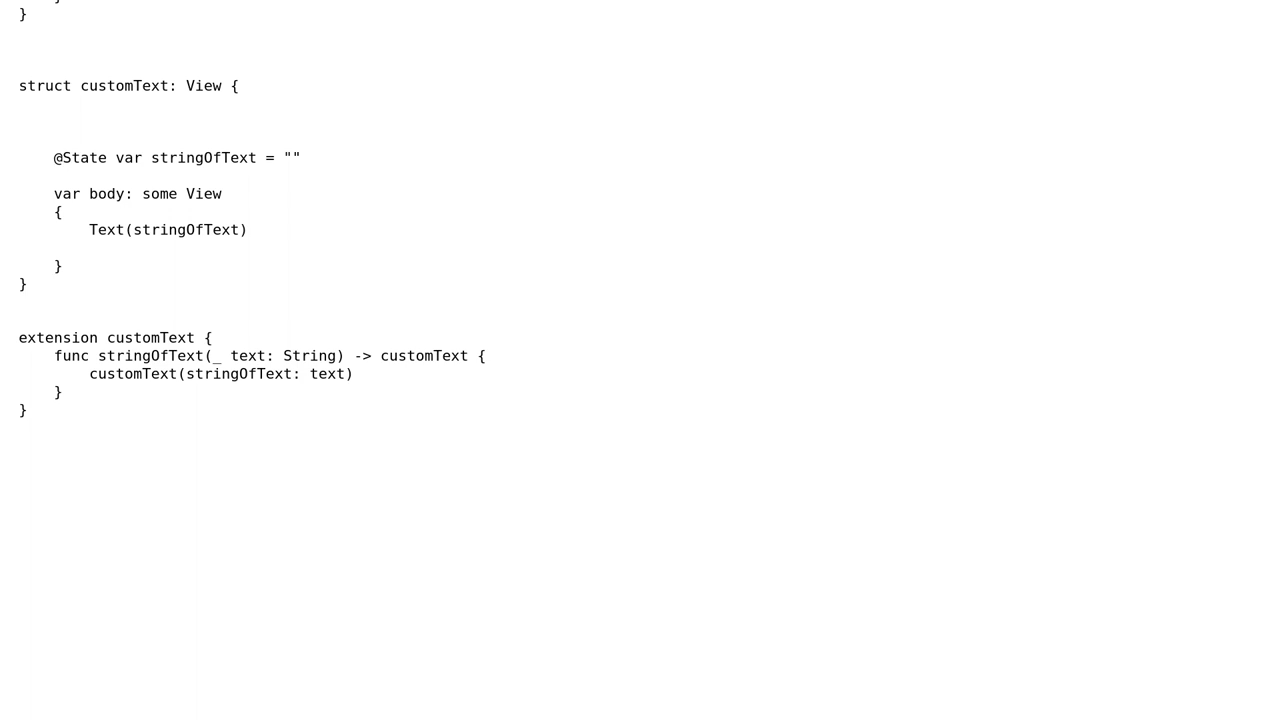 }
struct customText: View {
    @State var stringOfText = ""
    var body: some View
    {
        Text(stringOfText)
    }
}
extension customText {
    func stringOfText(_ text: String) -> customText {
        customText(stringOfText: text)
    }
}